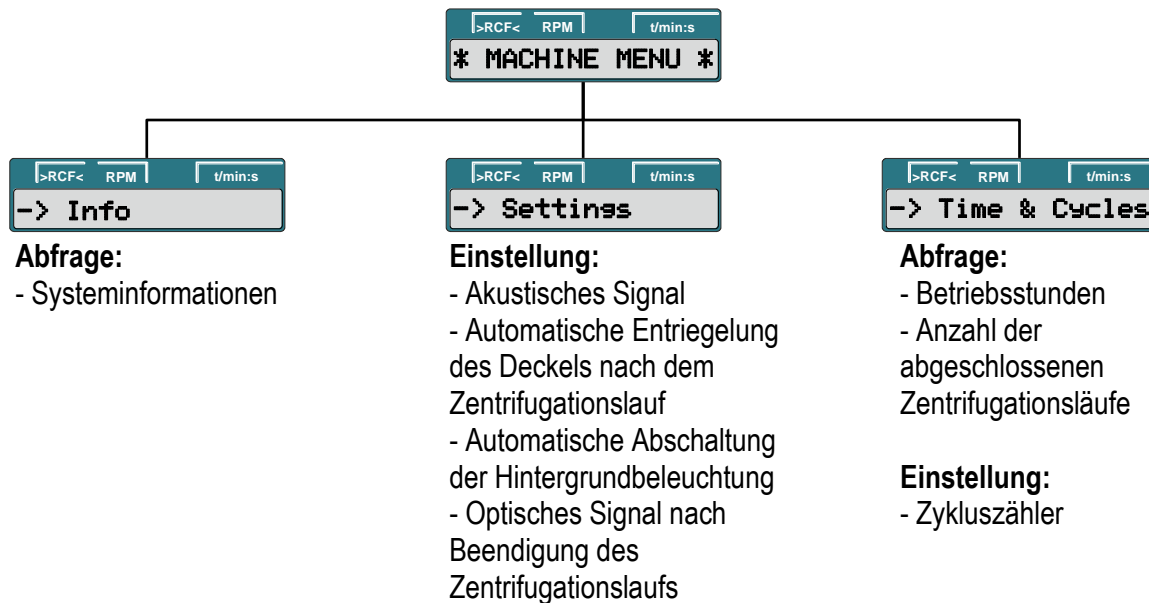 >RCF< RPM t/min:s
* MACHINE MENU *
>RCF< RPM t/min:s
-> Info
Abfrage:
- Systeminformationen
>RCF< RPM t/min:s
-> Settings
Einstellung:
- Akustisches Signal
- Automatische Entriegelung
des Deckels nach dem
Zentrifugationslauf
- Automatische Abschaltung
der Hintergrundbeleuchtung
- Optisches Signal nach
Beendigung des
Zentrifugationslaufs
>RCF< RPM t/min:s
-> Time & Cycles
Abfrage:
- Betriebsstunden
- Anzahl der
abgeschlossenen
Zentrifugationsläufe
Einstellung:
- Zykluszähler